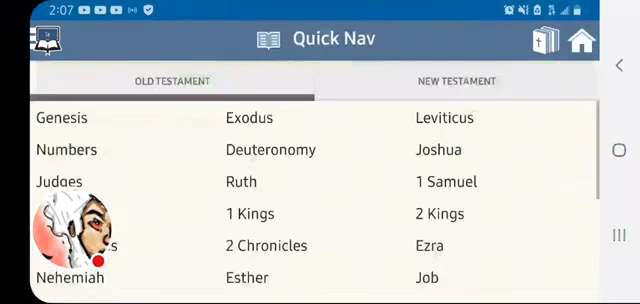 2:07
Quick Nav
OLD TESTAMENT NEW TESTAMENT
Genesis Exodus Leviticus
Numbers Deuteronomy Joshua
Judges Ruth 1 Samuel
1 Kings 2 Kings
2 Chronicles Ezra
Nehemiah Esther Job